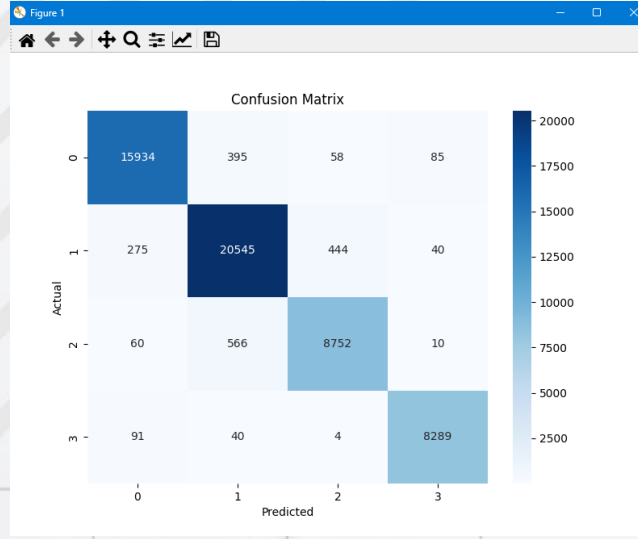 Figure 1
Confusion Matrix
20000
0 15934 395 58 85
17500
15000
1 275 20545 444 40
12500
Actual
10000
2 60 566 8752 10
7500
5000
3 91 40 4 8289
2500
0 1 2 3
Predicted